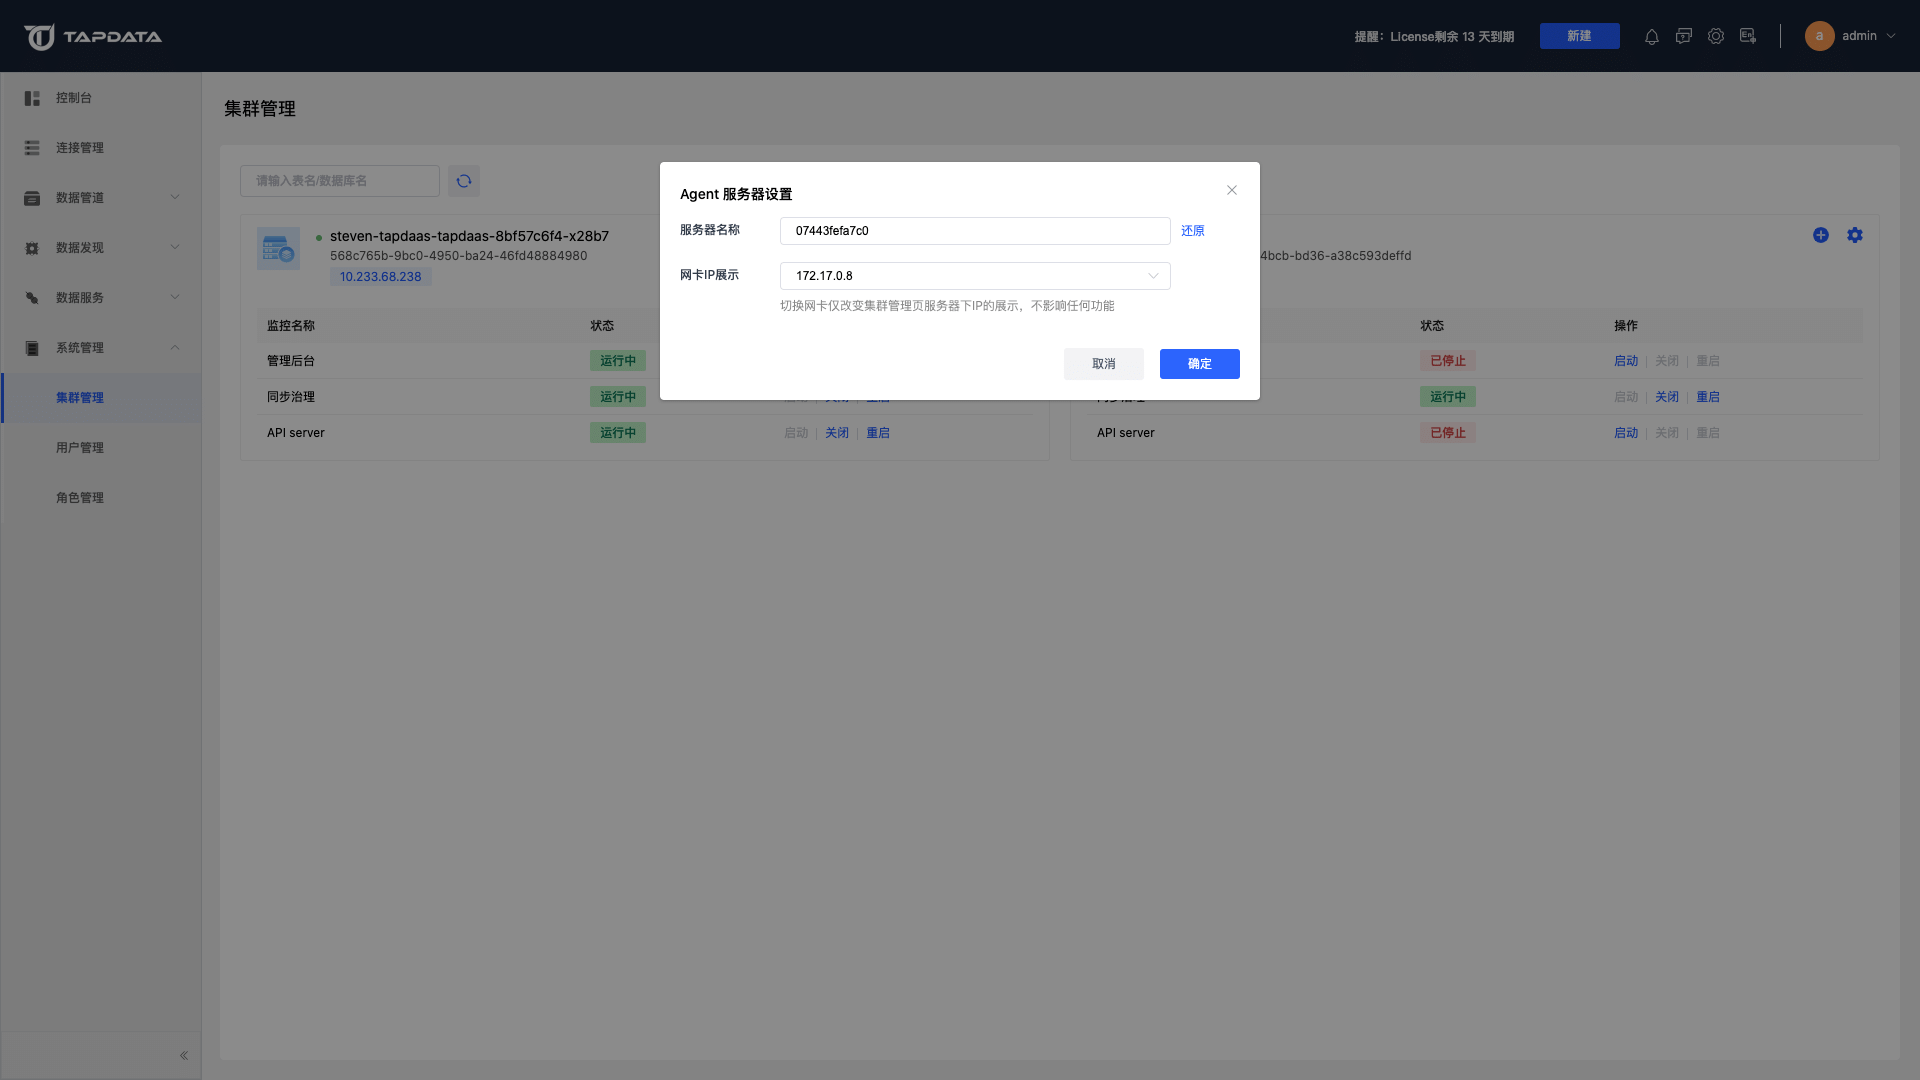 TAPDATA
提醒：License剩余 13 天到期
新建
a
admin
控制台
连接管理
数据管道
数据发现
数据服务
系统管理
集群管理
用户管理
角色管理
集群管理
请输入表名/数据库名
steven-tapdaas-tapdaas-8bf57c6f4-x28b7
568c765b-9bc0-4950-ba24-46fd48884980
10.233.68.238
监控名称 状态
管理后台 运行中
同步治理 运行中
API server 运行中 启动 关闭 重启
Agent 服务器设置
服务器名称 07443fefa7c0 还原
网卡IP展示 172.17.0.8
切换网卡仅改变集群管理页服务器下IP的展示，不影响任何功能
取消 确定
4bcb-bd36-a38c593deffd
状态 操作
已停止 启动 关闭 重启
运行中 启动 关闭 重启
API server 已停止 启动 关闭 重启